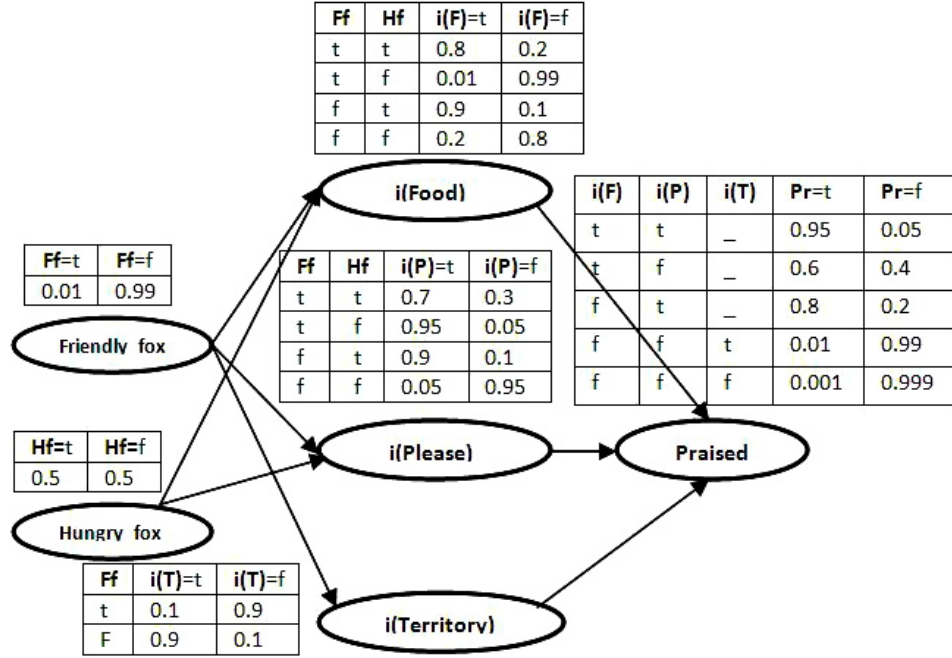 Ff Hf i(F)=t i(F)=f
t t 0.8 0.2
t f 0.01 0.99
f t 0.9 0.1
f f 0.2 0.8
i(Food)
i(F) i(P) i(T) Pr=t Pr=f
t t _ 0.95 0.05
t f _ 0.6 0.4
f t _ 0.8 0.2
f f t 0.01 0.99
f f f 0.001 0.999
Ff=t Ff=f
0.01 0.99
Friendly fox
Ff Hf i(P)=t i(P)=f
t t 0.7 0.3
t f 0.95 0.05
f t 0.9 0.1
f f 0.05 0.95
Hf=t Hf=f
0.5 0.5
Hungry fox
i(Please)
Praised
Ff i(T)=t i(T)=f
t 0.1 0.9
F 0.9 0.1
i(Territory)